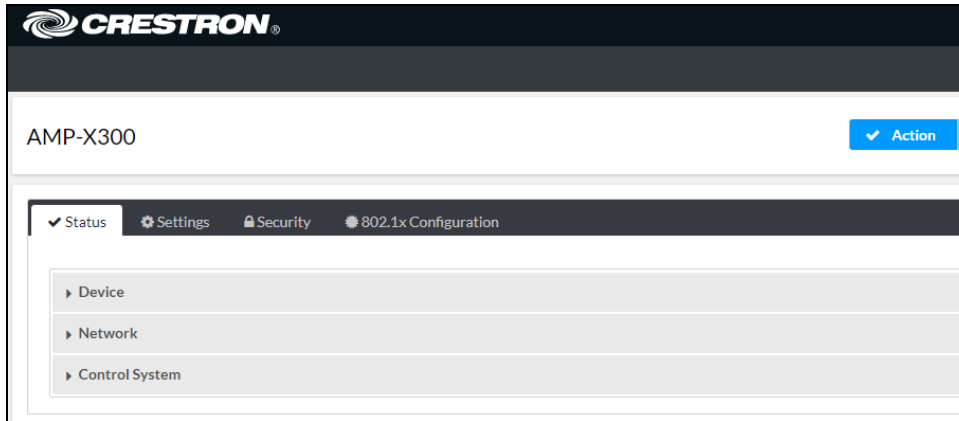 CRESTRON®
AMP-X300
Action
Status Settings Security 802.1x Configuration
Device
Network
Control System